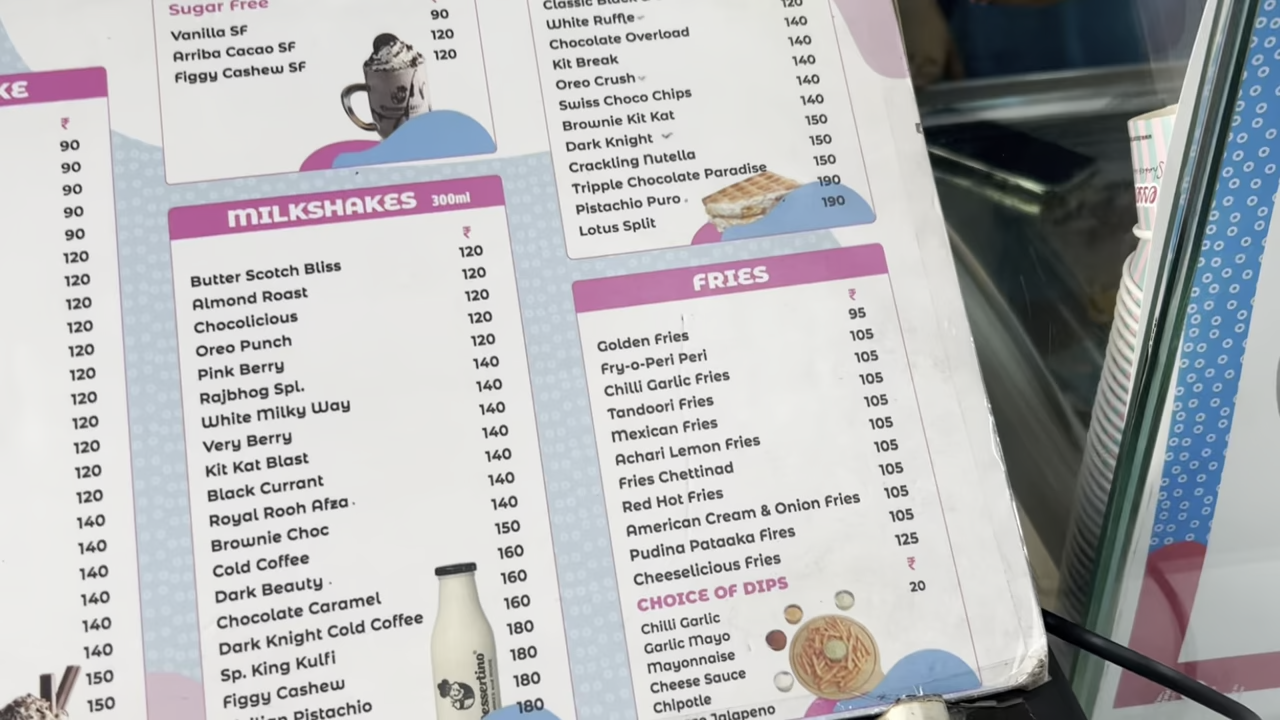 KE
₹
90
90
90
90
90
120
120
120
120
120
120
120
120
120
120
120
140
140
140
140
140
140
150
150
Sugar Free
Vanilla SF 90
Arriba Cacao SF 120
Figgy Cashew SF 120
MILKSHAKES 300ml
₹
Butter Scotch Bliss 120
Almond Roast 120
Chocolicious 120
Oreo Punch 120
Pink Berry 120
Rajbhog Spl. 140
White Milky Way 140
Very Berry 140
Kit Kat Blast 140
Black Currant 140
Royal Rooh Afza 140
Brownie Choc 140
Cold Coffee 150
Dark Beauty 160
Chocolate Caramel 160
Dark Knight Cold Coffee 160
Sp. King Kulfi 180
Figgy Cashew 180
Pistachio 180
180
Dessertino
Classic Black
White Ruffle 120
Chocolate Overload 140
Kit Break 140
Oreo Crush 140
Swiss Choco Chips 140
Brownie Kit Kat 140
Dark Knight 150
Crackling Nutella 150
Tripple Chocolate Paradise 150
Pistachio Puro 190
Lotus Split 190
FRIES
₹
Golden Fries 95
Fry-o-Peri Peri 105
Chilli Garlic Fries 105
Tandoori Fries 105
Mexican Fries 105
Achari Lemon Fries 105
Fries Chettinad 105
Red Hot Fries 105
American Cream & Onion Fries 105
Pudina Pataaka Fires 105
Cheeselicious Fries 125
CHOICE OF DIPS ₹
Chilli Garlic 20
Garlic Mayo
Mayonnaise
Cheese Sauce
Chipotle
Jalapeno